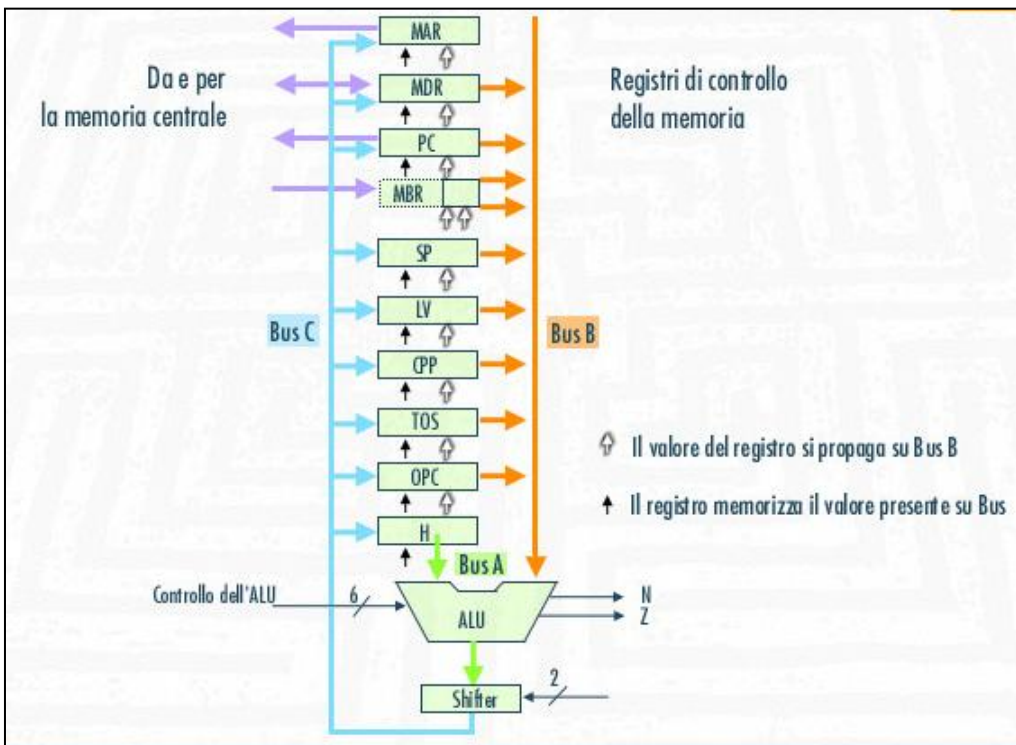 MAR
Da e per
la memoria centrale
MDR
Registri di controllo
della memoria
PC
MBR
SP
LV
Bus C
Bus B
CPP
TOS
Il valore del registro si propaga su Bus B
OPC
Il registro memorizza il valore presente su Bus
H
Bus A
Controllo dell'ALU
6
ALU
N
Z
2
Shifter